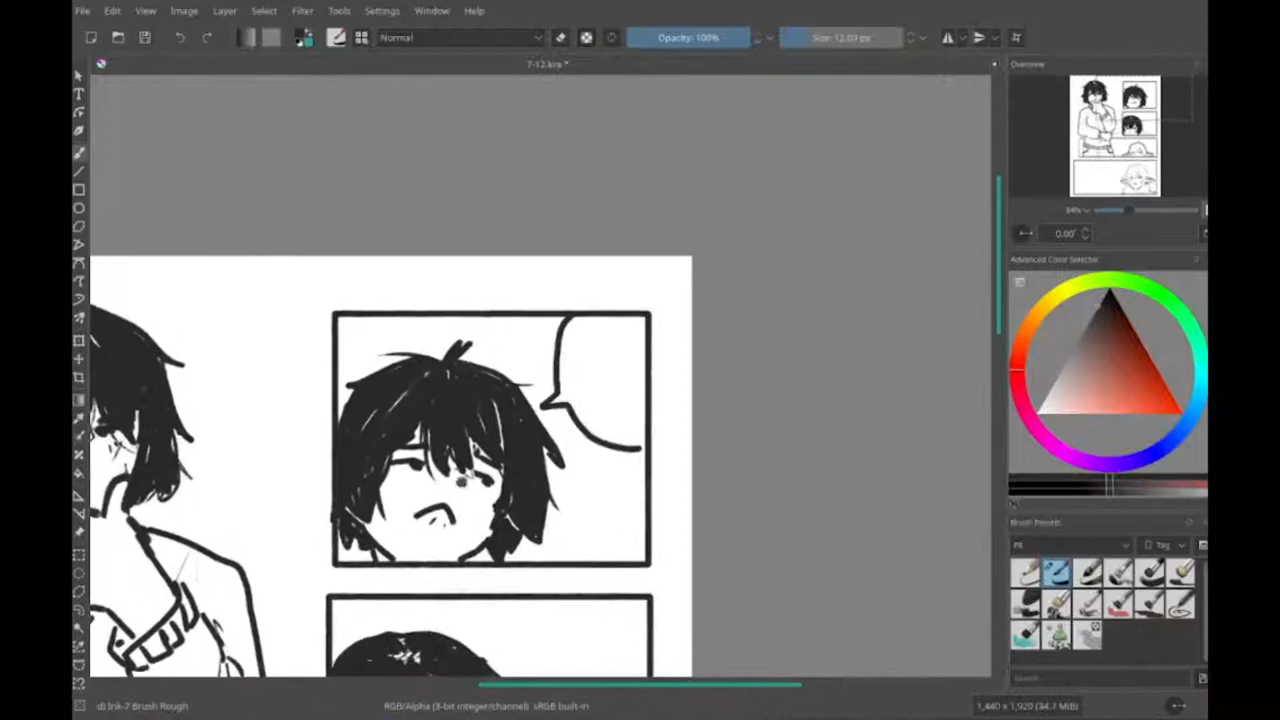 File Edit View Image Layer Select Filter Tools Settings Window Help
Normal
Opacity: 100%
Size: 12.00 px
7-12.kra *
Overview
94%
0.00°
Advanced Color Selector
Brush Presets
Tag
Search
d) Ink-7 Brush Rough
RGB/Alpha (8-bit integer/channel) sRGB built-in
1,440 x 1,920 (34.7 MiB)